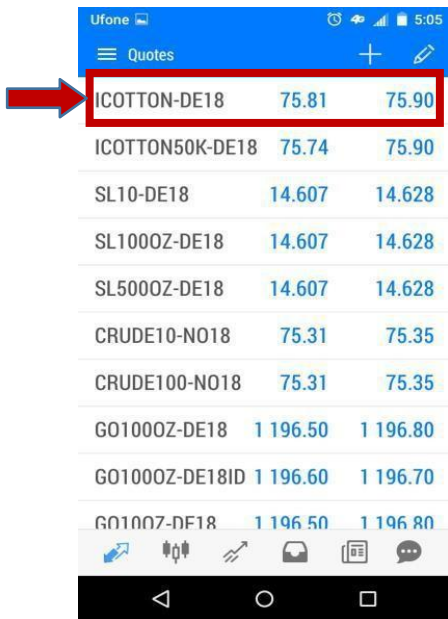 Ufone 4G 5:05
Quotes
ICOTTON-DE18 75.81 75.90
ICOTTON50K-DE18 75.74 75.90
SL10-DE18 14.607 14.628
SL100OZ-DE18 14.607 14.628
SL500OZ-DE18 14.607 14.628
CRUDE10-NO18 75.31 75.35
CRUDE100-NO18 75.31 75.35
GO100OZ-DE18 1 196.50 1 196.80
GO100OZ-DE18ID 1 196.60 1 196.70
GO10OZ-DE18 1 196.50 1 196.80